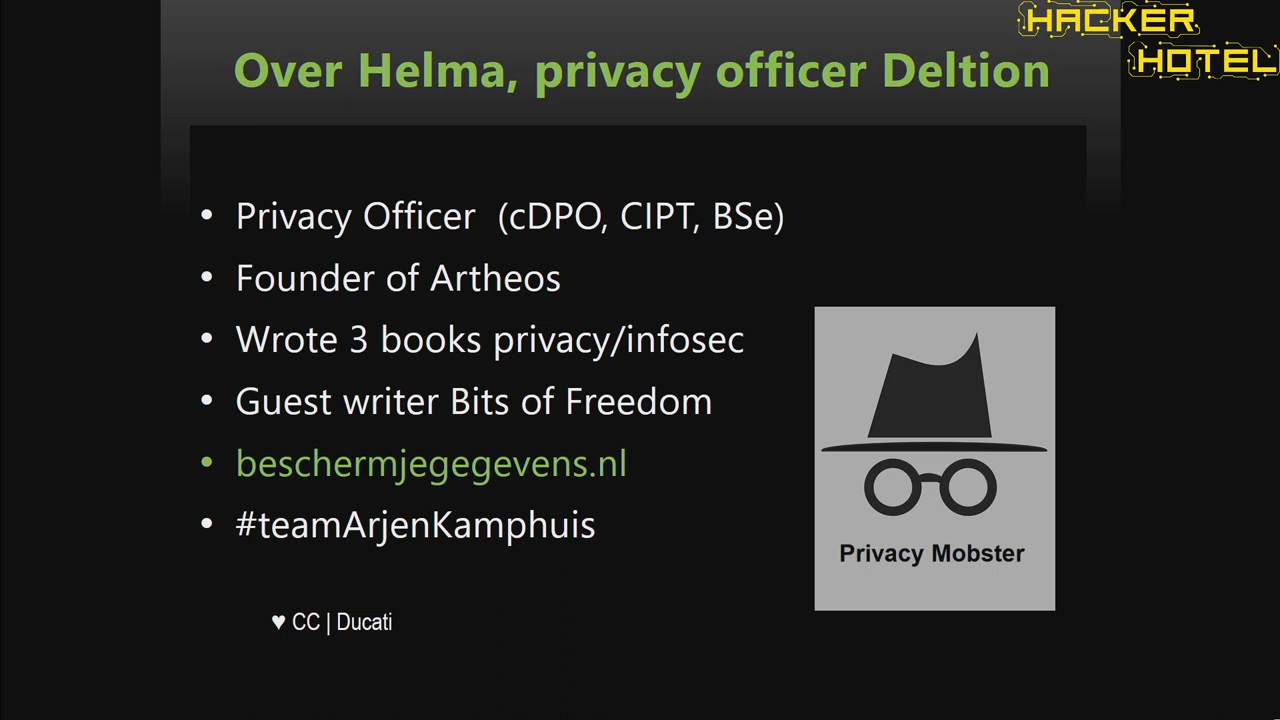 HACKER
HOTEL
Over Helma, privacy officer Deltion
• Privacy Officer (cDPO, CIPT, BSe)
• Founder of Artheos
• Wrote 3 books privacy/infosec
• Guest writer Bits of Freedom
• beschermjegegevens.nl
• #teamArjenKamphuis
Privacy Mobster
♥ CC | Ducati